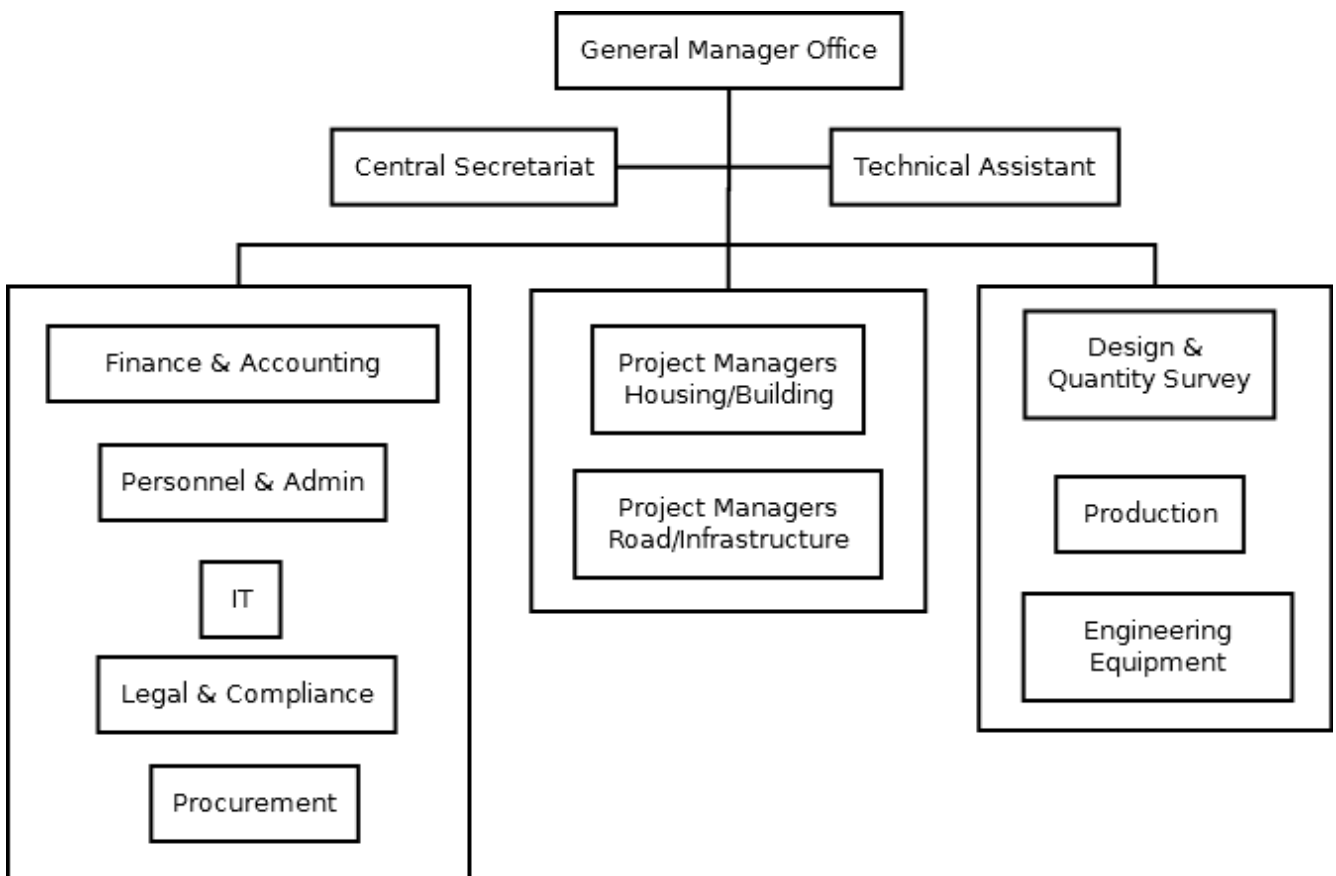 General Manager Office
Central Secretariat
Technical Assistant
Finance & Accounting
Personnel & Admin
IT
Legal & Compliance
Procurement
Project Managers
Housing/Building
Project Managers
Road/Infrastructure
Design &
Quantity Survey
Production
Engineering
Equipment